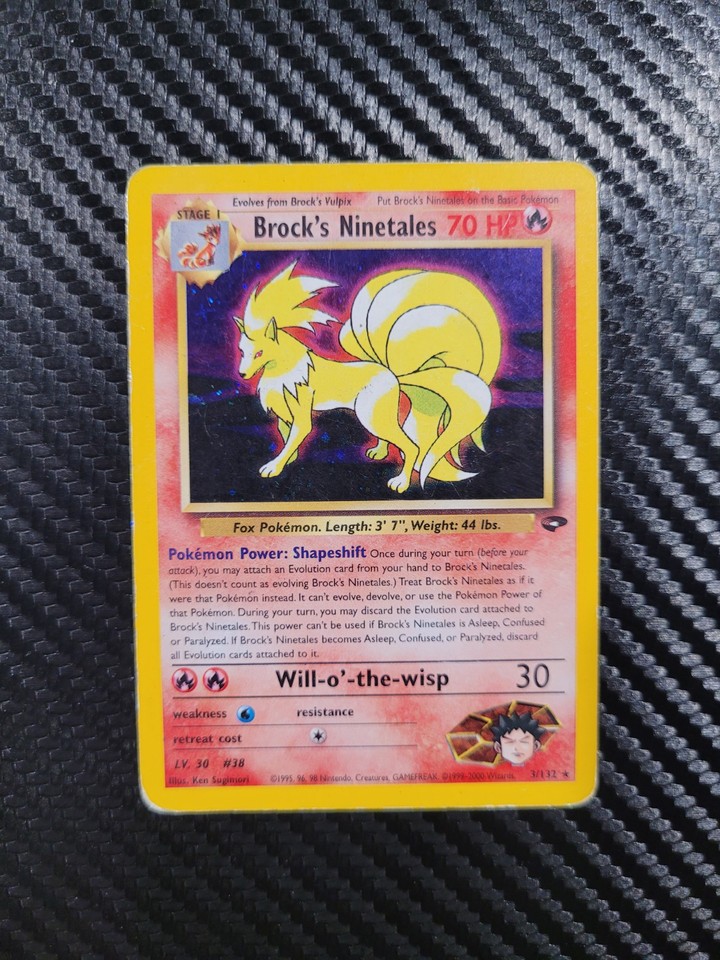 Evolves from Brock's Vulpix Put Brock's Ninetales on the Basic Pokémon
STAGE 1
Brock's Ninetales 70 HP
Fox Pokémon. Length: 3' 7", Weight: 44 lbs.
Pokémon Power: Shapeshift Once during your turn (before your
attack), you may attach an Evolution card from your hand to Brock's Ninetales.
(This doesn't count as evolving Brock's Ninetales.) Treat Brock's Ninetales as if it
were that Pokémon instead. It can't evolve, devolve, or use the Pokémon Power of
that Pokémon. During your turn, you may discard the Evolution card attached to
Brock's Ninetales. This power can't be used if Brock's Ninetales is Asleep, Confused
or Paralyzed. If Brock's Ninetales becomes Asleep, Confused, or Paralyzed, discard
all Evolution cards attached to it.
Will-o'-the-wisp 30
weakness resistance
retreat cost
LV. 30 #38
Illus. Ken Sugimori ©1995, 96, 98 Nintendo, Creatures, GAMEFREAK. ©1999-2000 Wizards. 3/132 ★